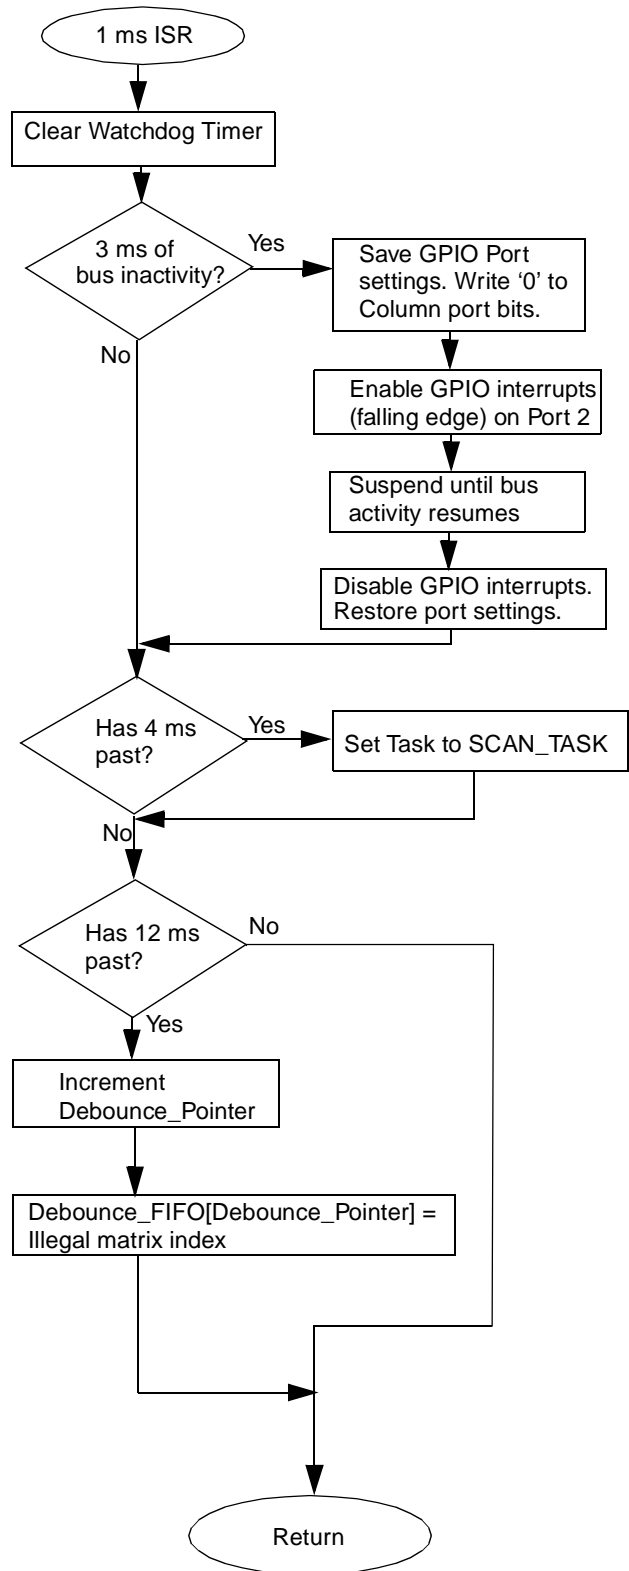 1 ms ISR
Clear Watchdog Timer
3 ms of
bus inactivity?
Yes
Save GPIO Port
settings. Write ‘0’ to
Column port bits.
No
Enable GPIO interrupts
(falling edge) on Port 2
Suspend until bus
activity resumes
Disable GPIO interrupts.
Restore port settings.
Has 4 ms
past?
Yes
Set Task to SCAN_TASK
No
Has 12 ms
past?
No
Yes
Increment
Debounce_Pointer
Debounce_FIFO[Debounce_Pointer] =
Illegal matrix index
Return